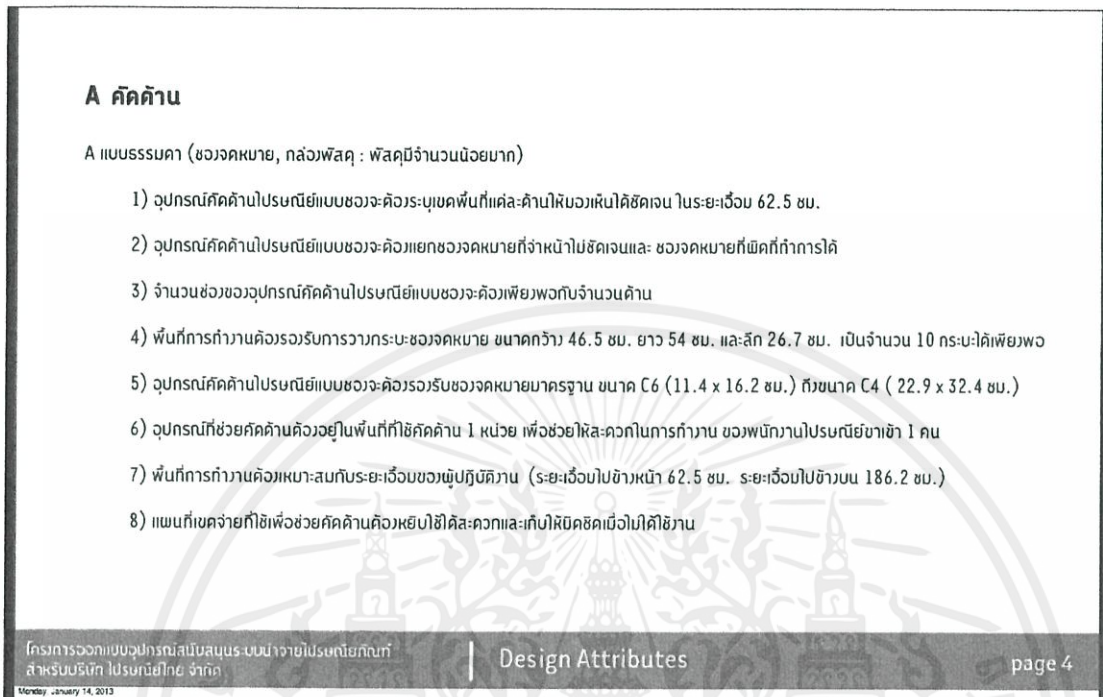 A คัดด้าน
A แบบธรรมดา (ซองจดหมาย, กล่องพัสดุ : พัสดุมีจำนวนน้อยมาก)
1) อุปกรณ์คัดด้านไปรษณีย์แบบซองจะต้องระบุเขตพื้นที่แต่ละด้านให้มองเห็นได้ชัดเจน ในระยะเอื้อม 62.5 ซม.
2) อุปกรณ์คัดด้านไปรษณีย์แบบซองจะต้องแยกซองจดหมายที่จ่าหน้าไม่ชัดเจนและ ซองจดหมายที่ผิดที่ทำการได้
3) จำนวนช่องของอุปกรณ์คัดด้านไปรษณีย์แบบซองจะต้องเพียงพอกับจำนวนด้าน
4) พื้นที่การทำงานต้องรองรับการวางกระบะซองจดหมาย ขนาดกว้าง 46.5 ซม. ยาว 54 ซม. และลึก 26.7 ซม. เป็นจำนวน 10 กระบะได้เพียงพอ
5) อุปกรณ์คัดด้านไปรษณีย์แบบซองจะต้องรองรับซองจดหมายมาตรฐาน ขนาด C6 (11.4 x 16.2 ซม.) ถึงขนาด C4 ( 22.9 x 32.4 ซม.)
6) อุปกรณ์ที่ช่วยคัดด้านต้องอยู่ในพื้นที่ที่ใช้คัดด้าน 1 หน่วย เพื่อช่วยให้สะดวกในการทำงาน ของพนักงานไปรษณีย์ขาเข้า 1 คน
7) พื้นที่การทำงานต้องเหมาะสมกับระยะเอื้อมของผู้ปฏิบัติงาน (ระยะเอื้อมไปข้างหน้า 62.5 ซม. ระยะเอื้อมไปข้างบน 186.2 ซม.)
8) แผนที่เขตจ่ายที่ใช้เพื่อช่วยคัดด้านต้องหยิบใช้ได้สะดวกและเก็บให้มิดชิดเมื่อไม่ได้ใช้งาน
โครงการออกแบบอุปกรณ์สนับสนุนระบบนำจ่ายไปรษณียภัณฑ์
สำหรับบริษัท ไปรษณีย์ไทย จำกัด
Design Attributes
page 4
Monday, January 14, 2013